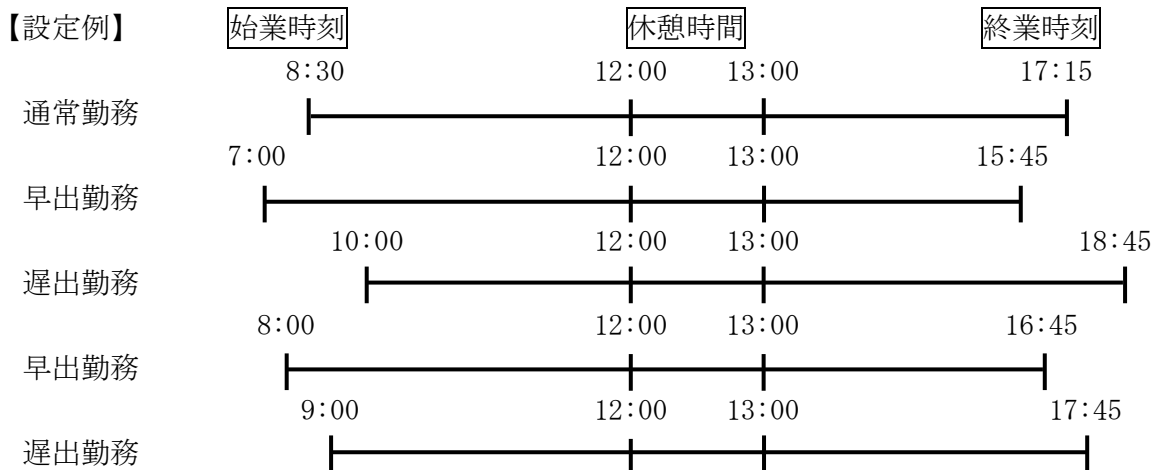 【設定例】 始業時刻 休憩時間 終業時刻
8:30 12:00 13:00 17:15
通常勤務
7:00 12:00 13:00 15:45
早出勤務
10:00 12:00 13:00 18:45
遅出勤務
8:00 12:00 13:00 16:45
早出勤務
9:00 12:00 13:00 17:45
遅出勤務